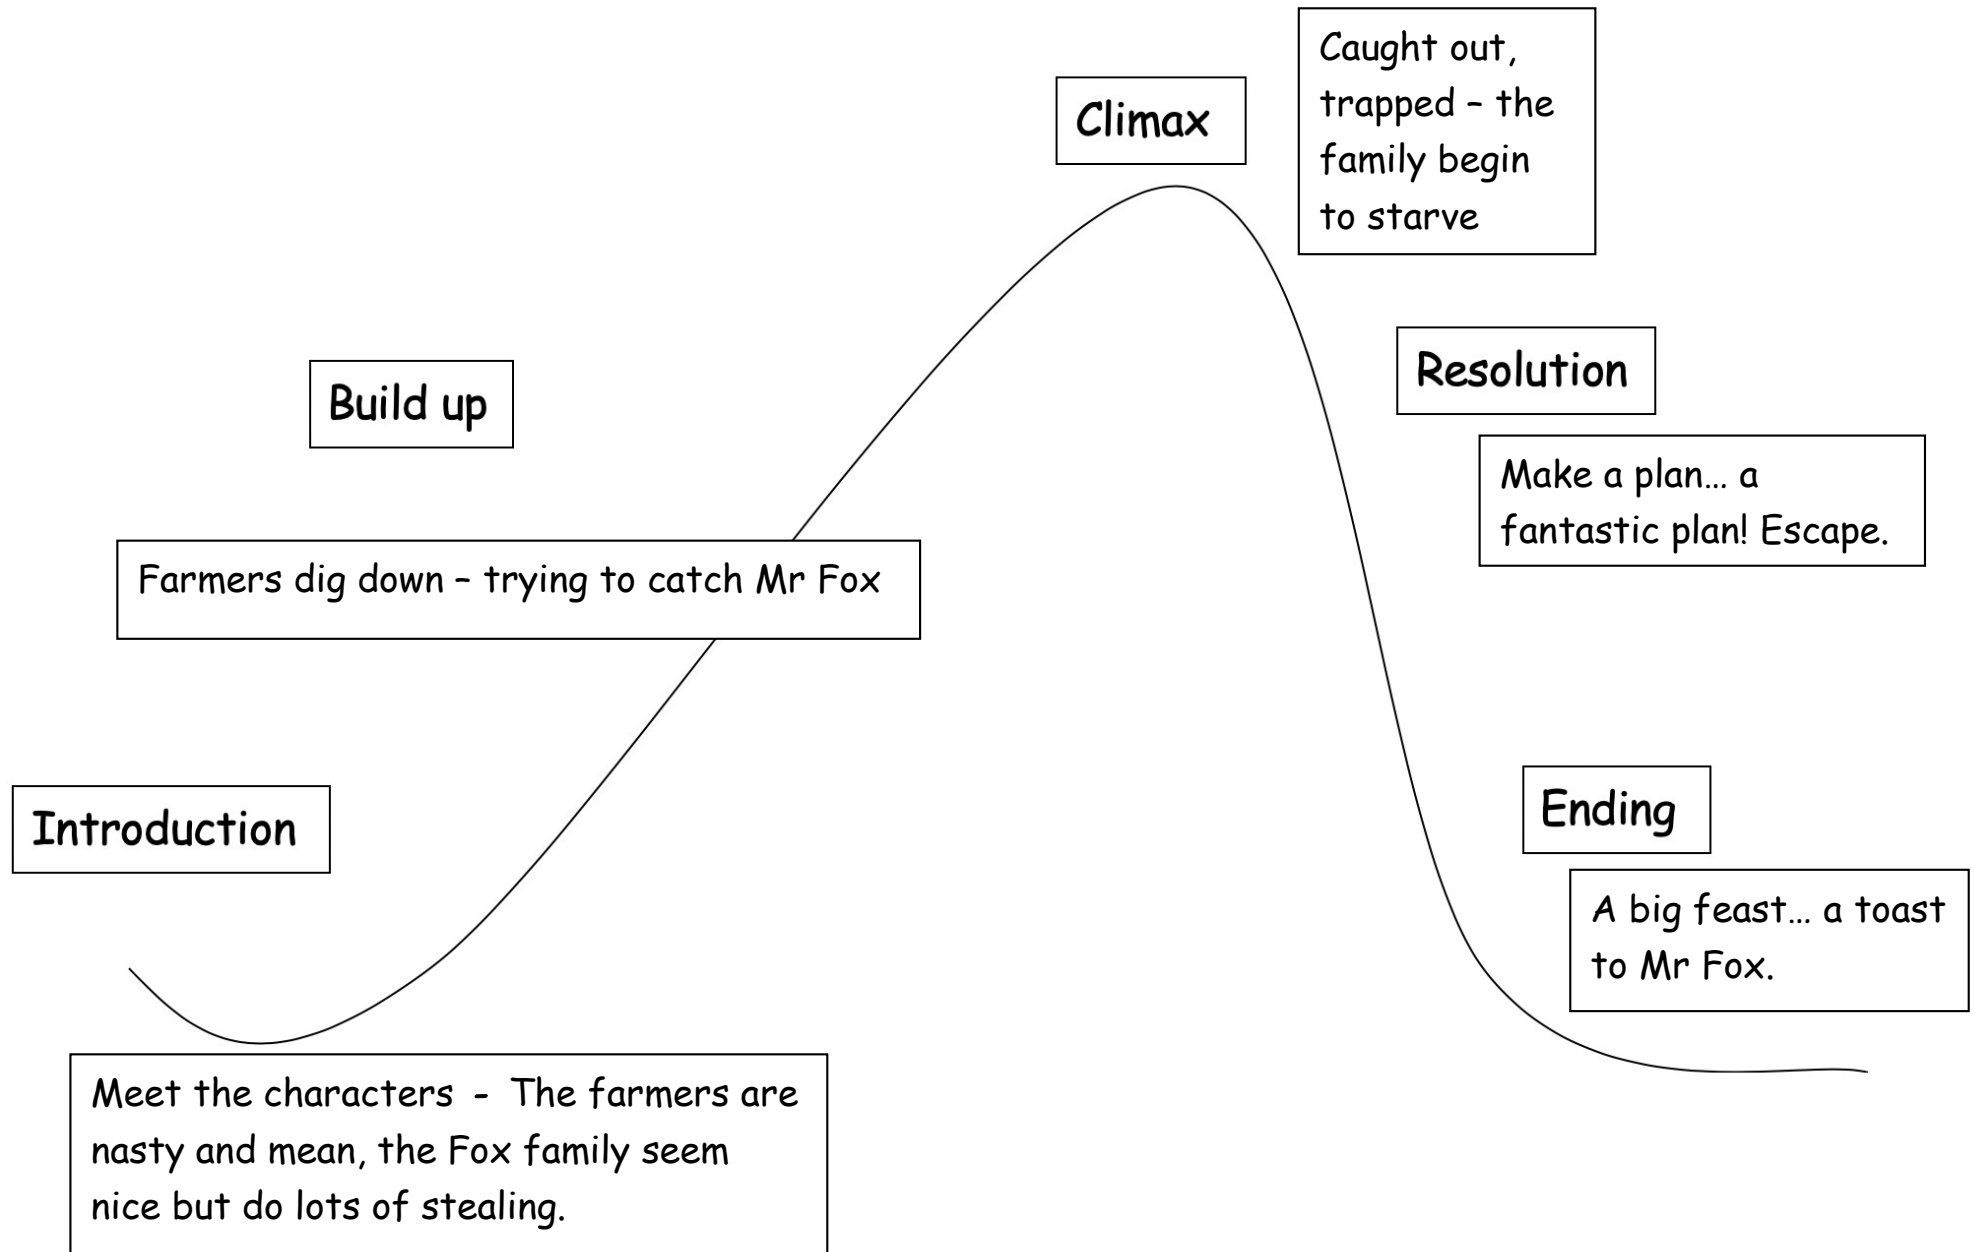 Climax
Caught out,
trapped – the
family begin
to starve
Build up
Farmers dig down – trying to catch Mr Fox
Resolution
Make a plan… a
fantastic plan! Escape.
Introduction
Meet the characters - The farmers are
nasty and mean, the Fox family seem
nice but do lots of stealing.
Ending
A big feast… a toast
to Mr Fox.